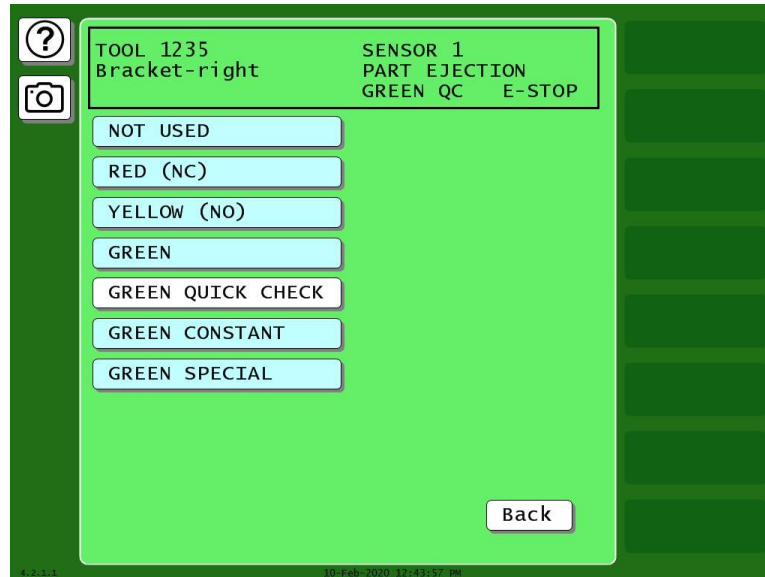 ?
TOOL 1235
Bracket-right
SENSOR 1
PART EJECTION
GREEN QC E-STOP
NOT USED
RED (NC)
YELLOW (NO)
GREEN
GREEN QUICK CHECK
GREEN CONSTANT
GREEN SPECIAL
Back
4.2.1.1
10-Feb-2020 12:43:57 PM